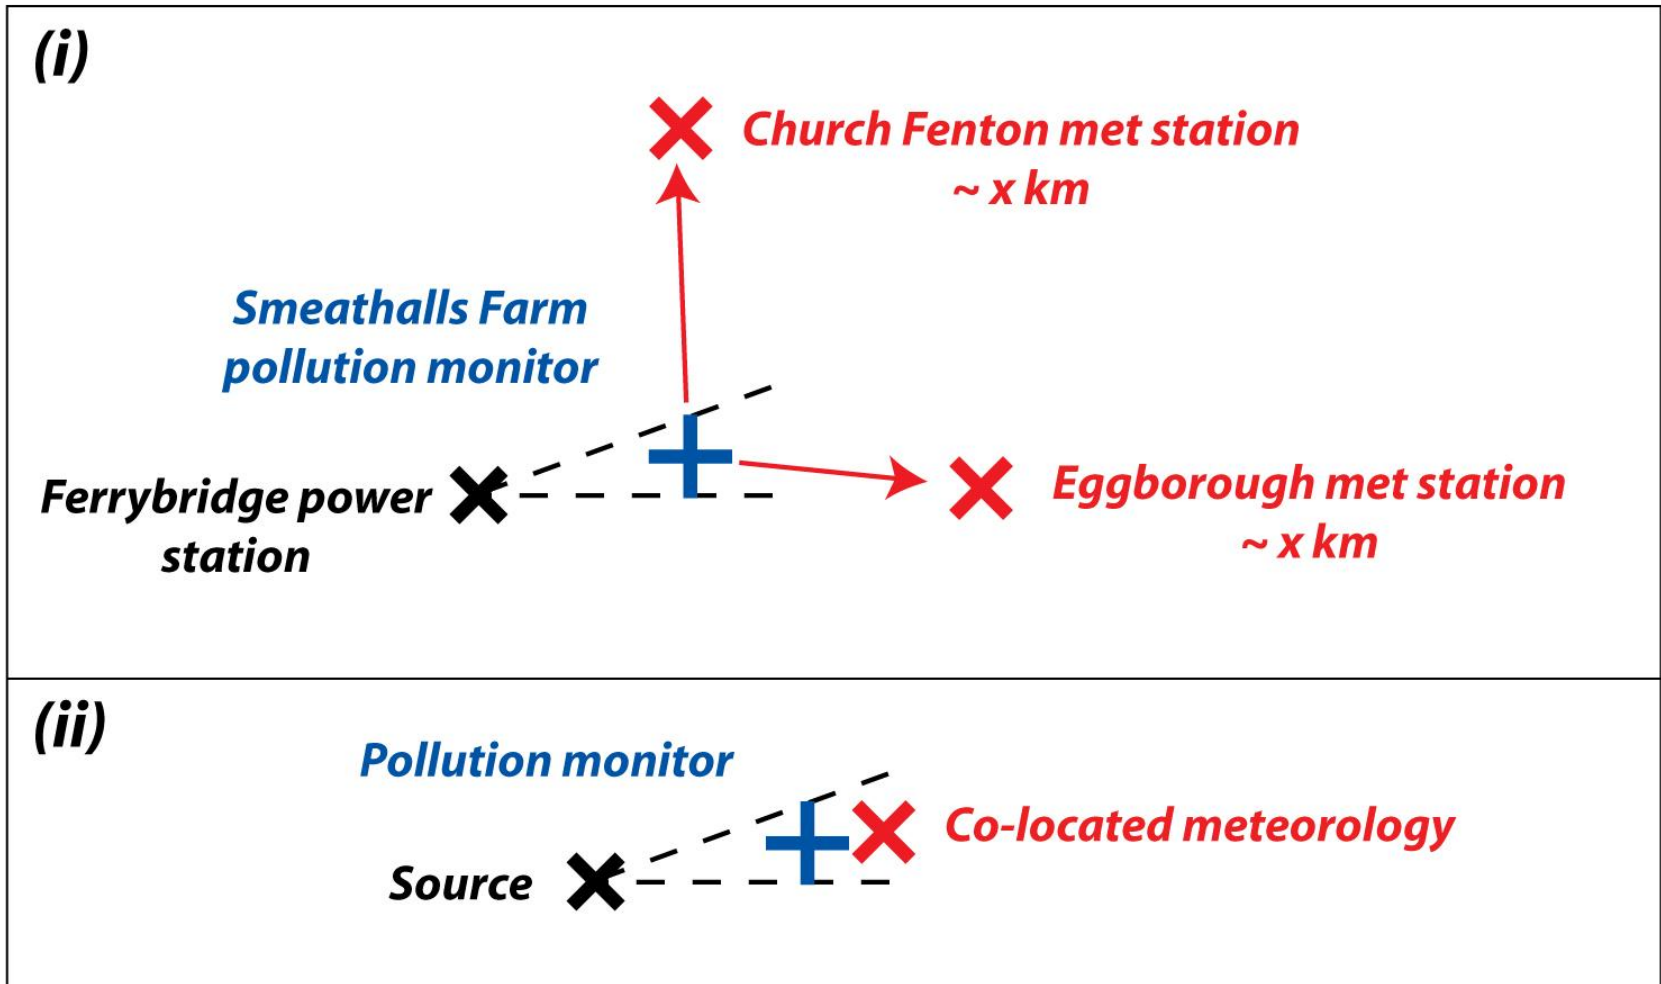 (i)
Church Fenton met station
~ x km
Smeathalls Farm
pollution monitor
Ferrybridge power
station
Eggborough met station
~ x km
(ii)
Pollution monitor
Co-located meteorology
Source